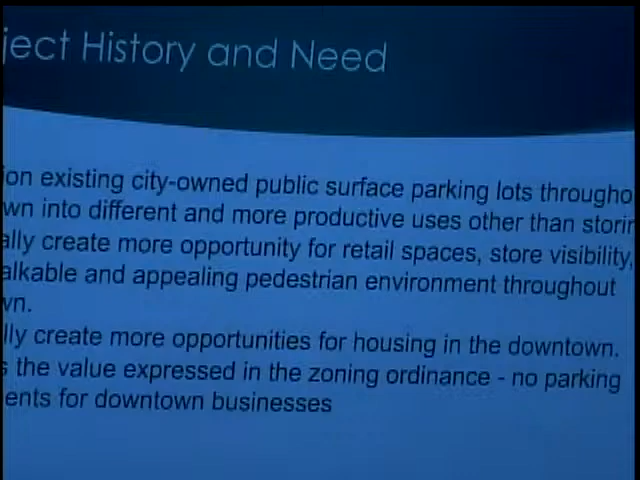 ject History and Need
ion existing city-owned public surface parking lots througho
wn into different and more productive uses other than storin
ally create more opportunity for retail spaces, store visibility,
alkable and appealing pedestrian environment throughout
vn.
lly create more opportunities for housing in the downtown.
s the value expressed in the zoning ordinance - no parking
ents for downtown businesses